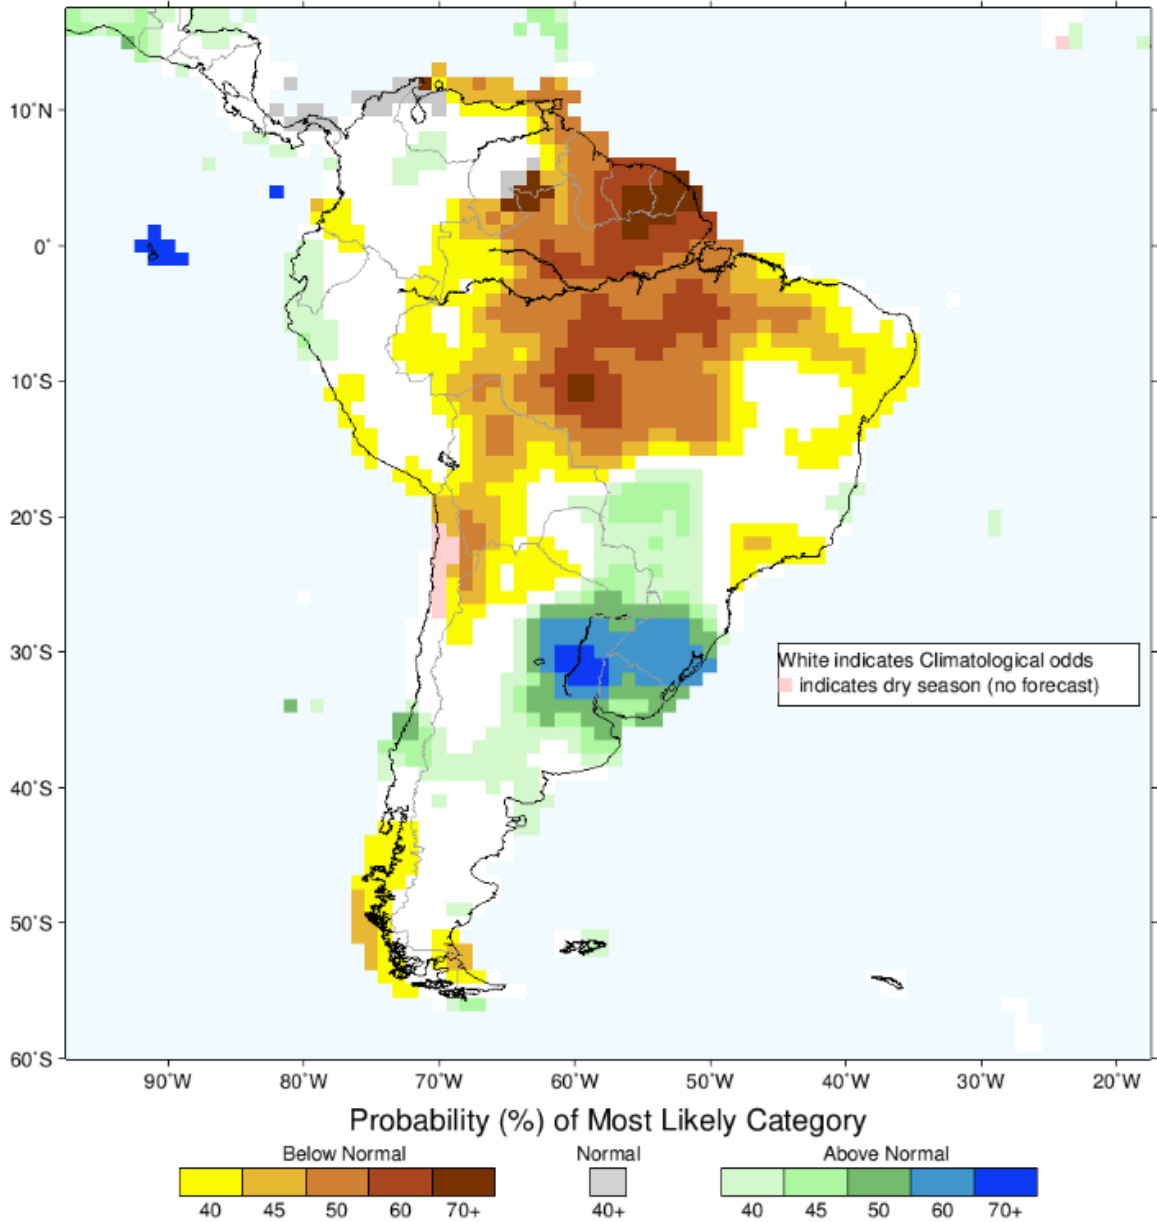 10˚N
0˚
10˚S
20˚S
30˚S
40˚S
50˚S
60˚S
White indicates Climatological odds
indicates dry season (no forecast)
90˚W 80˚W 70˚W 60˚W 50˚W 40˚W 30˚W 20˚W
Probability (%) of Most Likely Category
Below Normal Normal Above Normal
40 45 50 60 70+ 40+ 40 45 50 60 70+